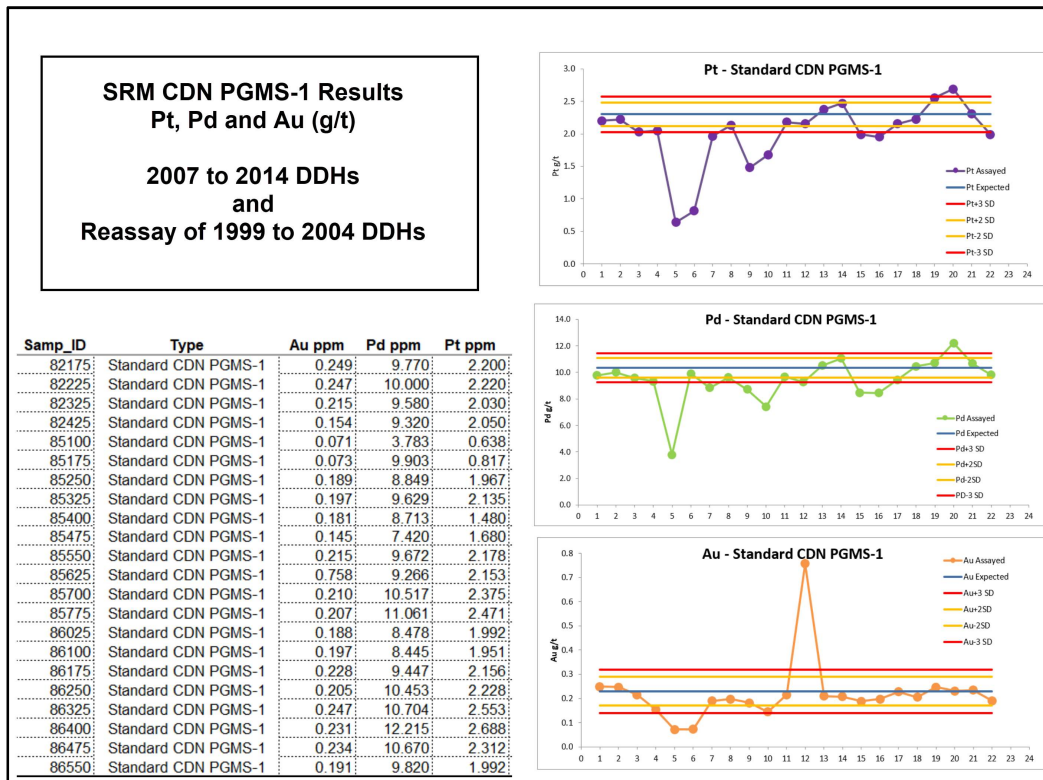 SRM CDN PGMS-1 Results
Pt, Pd and Au (g/t)
2007 to 2014 DDHs
and
Reassay of 1999 to 2004 DDHs
Samp_ID Type Au ppm Pd ppm Pt ppm
82175 Standard CDN PGMS-1 0.249 9.770 2.200
82225 Standard CDN PGMS-1 0.247 10.000 2.220
82325 Standard CDN PGMS-1 0.215 9.580 2.030
82425 Standard CDN PGMS-1 0.154 9.320 2.050
85100 Standard CDN PGMS-1 0.071 3.783 0.638
85175 Standard CDN PGMS-1 0.073 9.903 0.817
85250 Standard CDN PGMS-1 0.189 8.849 1.967
85325 Standard CDN PGMS-1 0.197 9.629 2.135
85400 Standard CDN PGMS-1 0.181 8.713 1.480
85475 Standard CDN PGMS-1 0.145 7.420 1.680
85550 Standard CDN PGMS-1 0.215 9.672 2.178
85625 Standard CDN PGMS-1 0.758 9.266 2.153
85700 Standard CDN PGMS-1 0.210 10.517 2.375
85775 Standard CDN PGMS-1 0.207 11.061 2.471
86025 Standard CDN PGMS-1 0.188 8.478 1.992
86100 Standard CDN PGMS-1 0.197 8.445 1.951
86175 Standard CDN PGMS-1 0.228 9.447 2.156
86250 Standard CDN PGMS-1 0.205 10.453 2.228
86325 Standard CDN PGMS-1 0.247 10.704 2.553
86400 Standard CDN PGMS-1 0.231 12.215 2.688
86475 Standard CDN PGMS-1 0.234 10.670 2.312
86550 Standard CDN PGMS-1 0.191 9.820 1.992
Pt - Standard CDN PGMS-1
Pt g/t
3.0
2.5
2.0
1.5
1.0
0.5
0.0
Pt Assayed
Pt Expected
Pt+3 SD
Pt+2 SD
Pt-2 SD
Pt-3 SD
0 1 2 3 4 5 6 7 8 9 10 11 12 13 14 15 16 17 18 19 20 21 22 23 24
Pd - Standard CDN PGMS-1
Pd g/t
14.0
12.0
10.0
8.0
6.0
4.0
2.0
0.0
Pd Assayed
Pd Expected
Pd+3 SD
Pd+2SD
Pd-2SD
PD-3 SD
0 1 2 3 4 5 6 7 8 9 10 11 12 13 14 15 16 17 18 19 20 21 22 23 24
Au - Standard CDN PGMS-1
Au g/t
0.8
0.7
0.6
0.5
0.4
0.3
0.2
0.1
0.0
Au Assayed
Au Expected
Au+3 SD
Au+2SD
Au-2SD
Au-3 SD
0 1 2 3 4 5 6 7 8 9 10 11 12 13 14 15 16 17 18 19 20 21 22 23 24